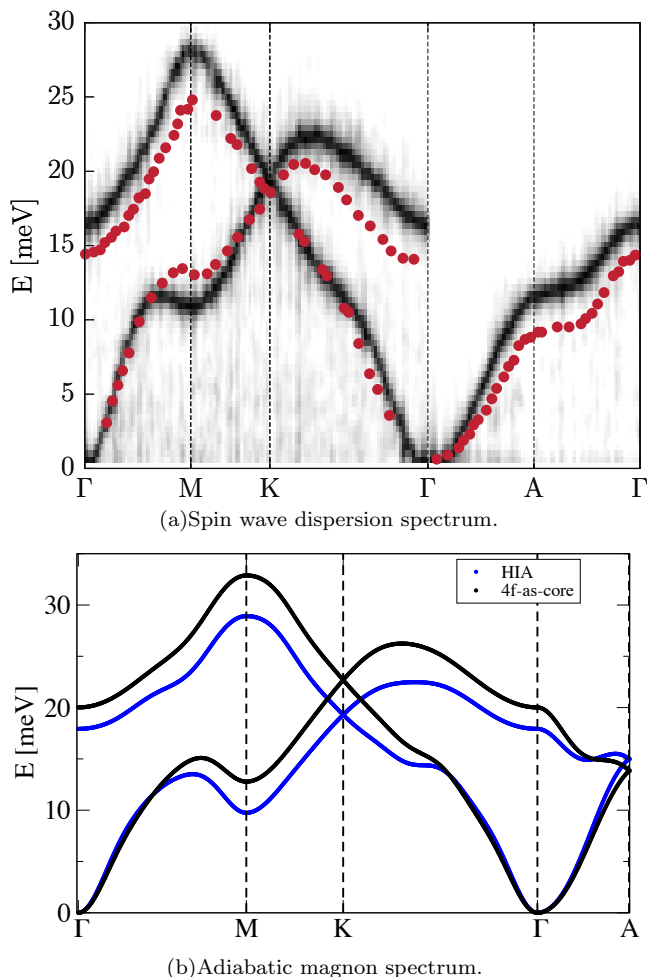 30
25
20
15
10
5
0
E [meV]
Γ M K Γ A Γ
(a)Spin wave dispersion spectrum.
30
20
10
0
E [meV]
HIA
4f-as-core
Γ M K Γ A
(b)Adiabatic magnon spectrum.